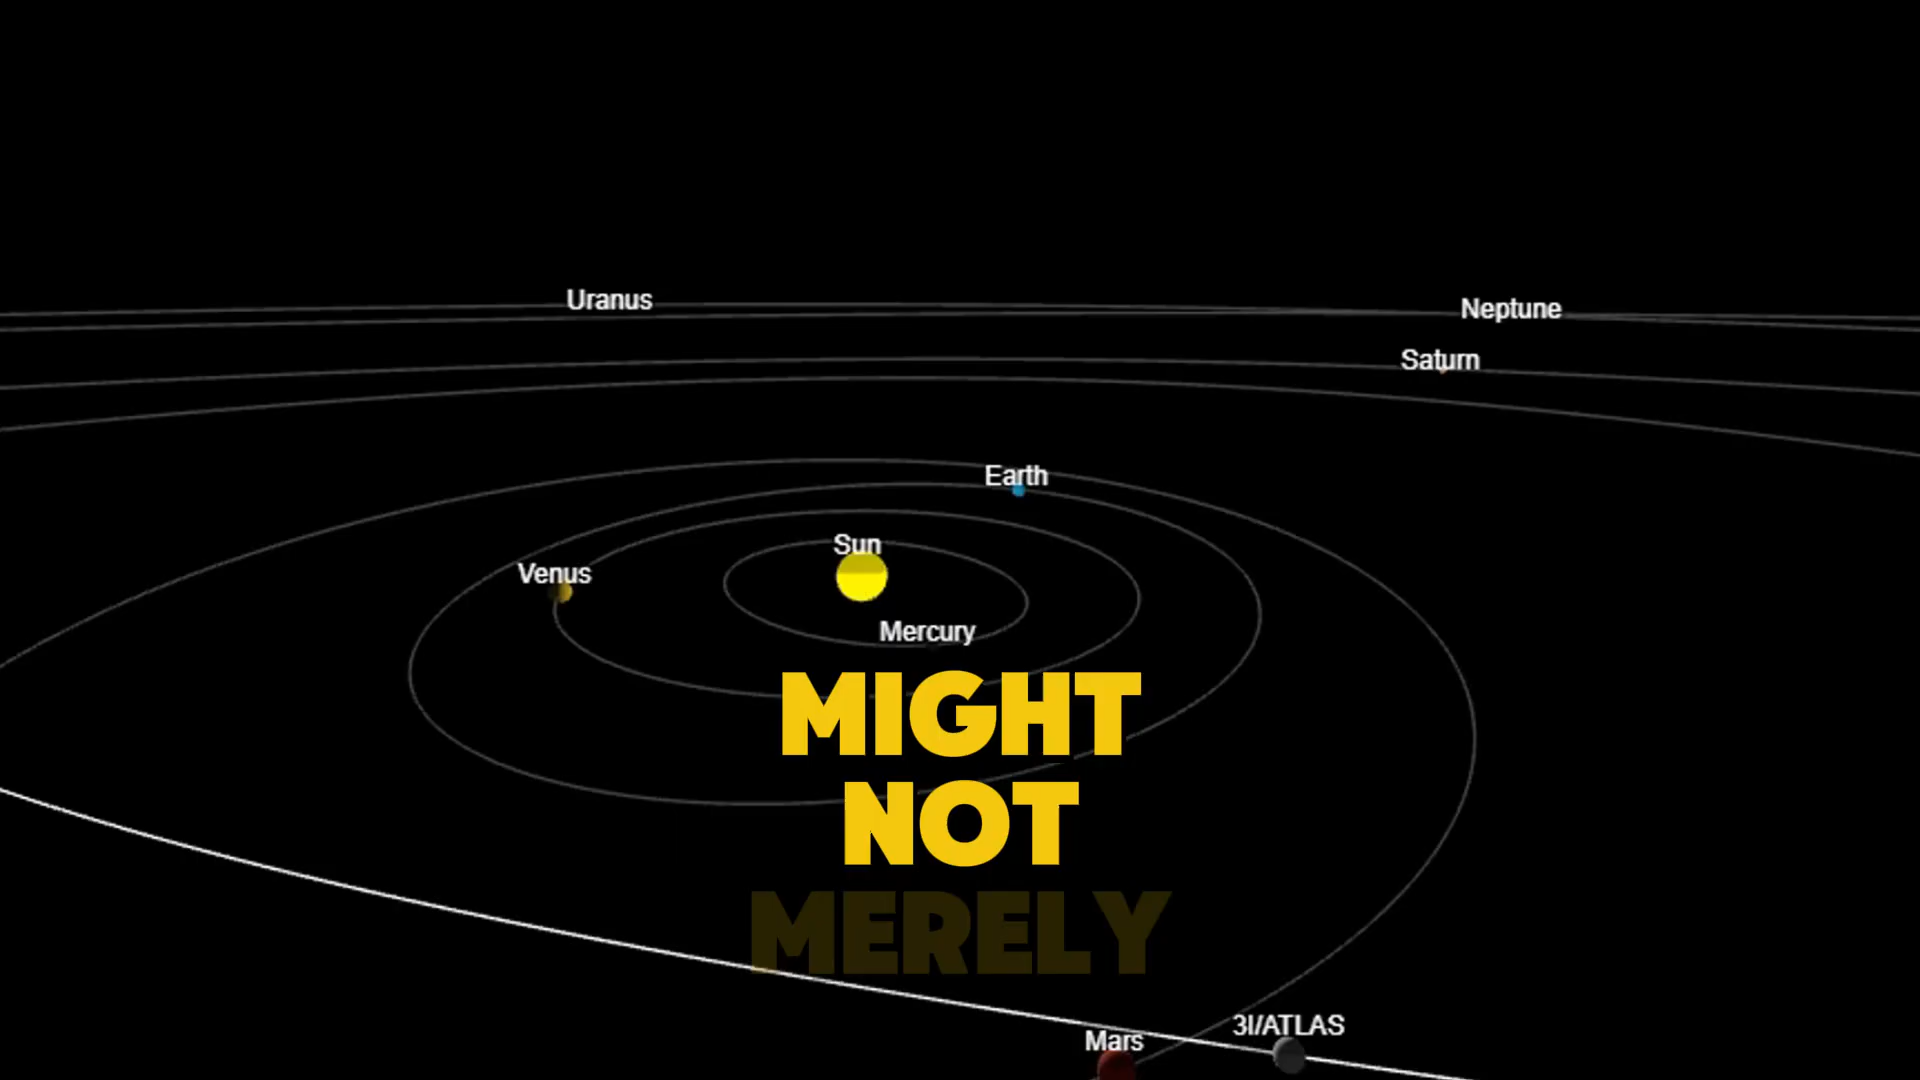 Uranus
Neptune
Saturn
Earth
Sun
Venus
Mercury
MIGHT
NOT
MERELY
3I/ATLAS
Mars